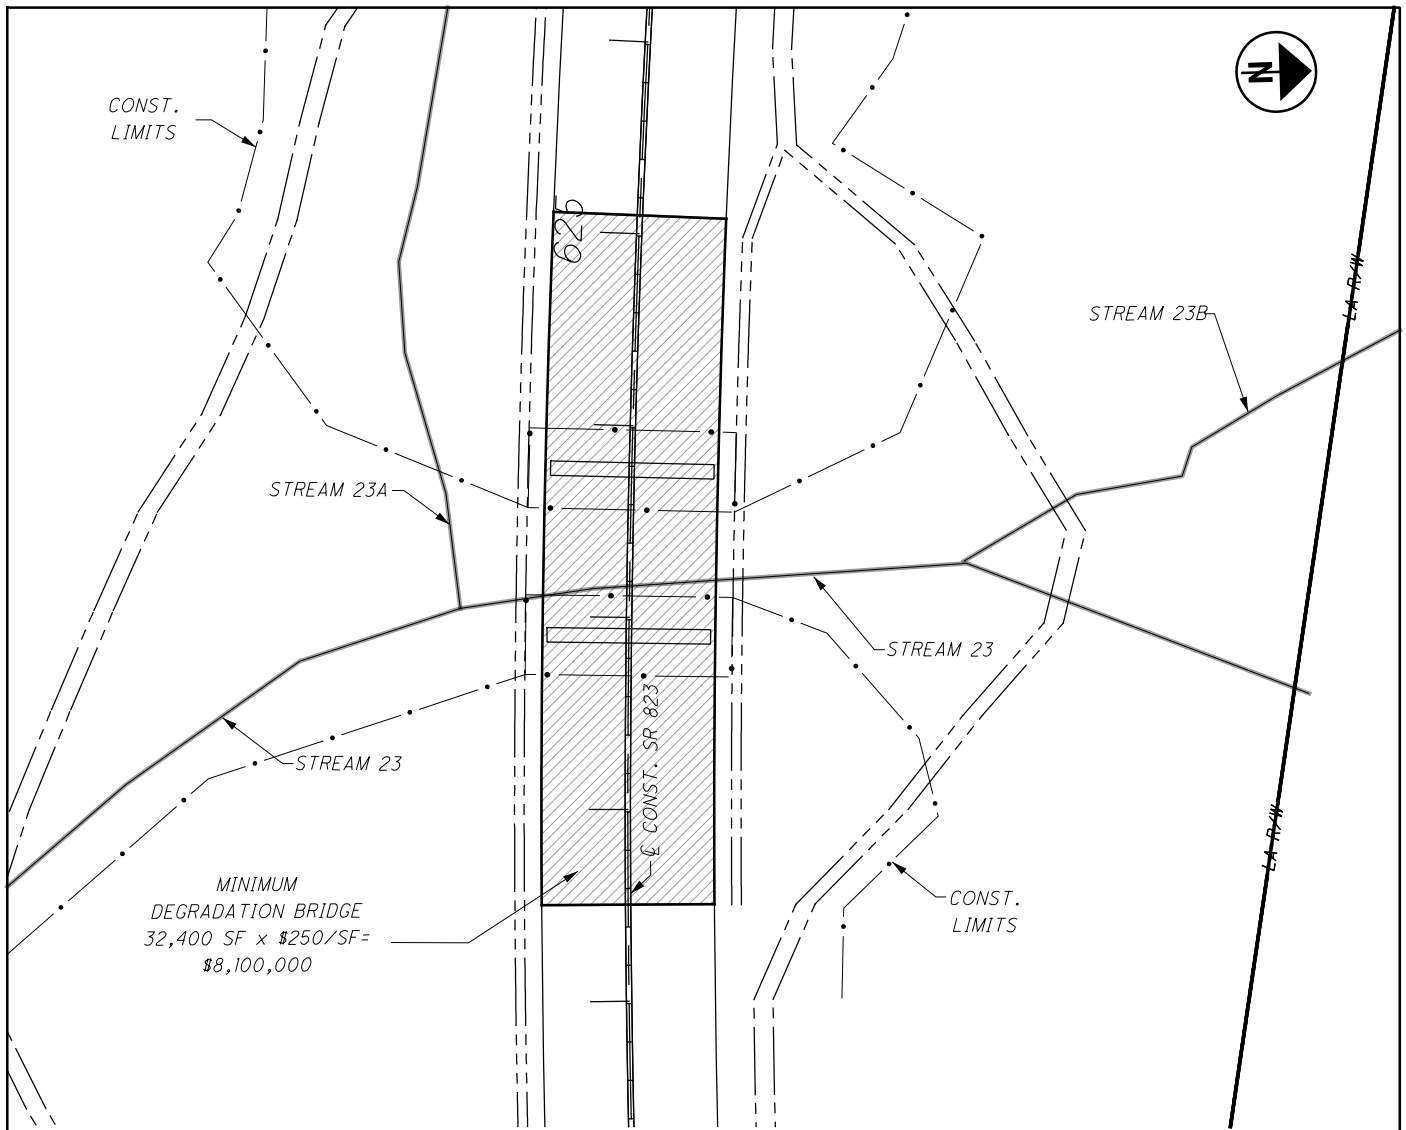 CONST.
LIMITS
N
625
LA R/W
STREAM 23B
STREAM 23A
STREAM 23
STREAM 23
℄ CONST. SR 823
LA R/W
MINIMUM
DEGRADATION BRIDGE
32,400 SF x $250/SF=
$8,100,000
CONST.
LIMITS